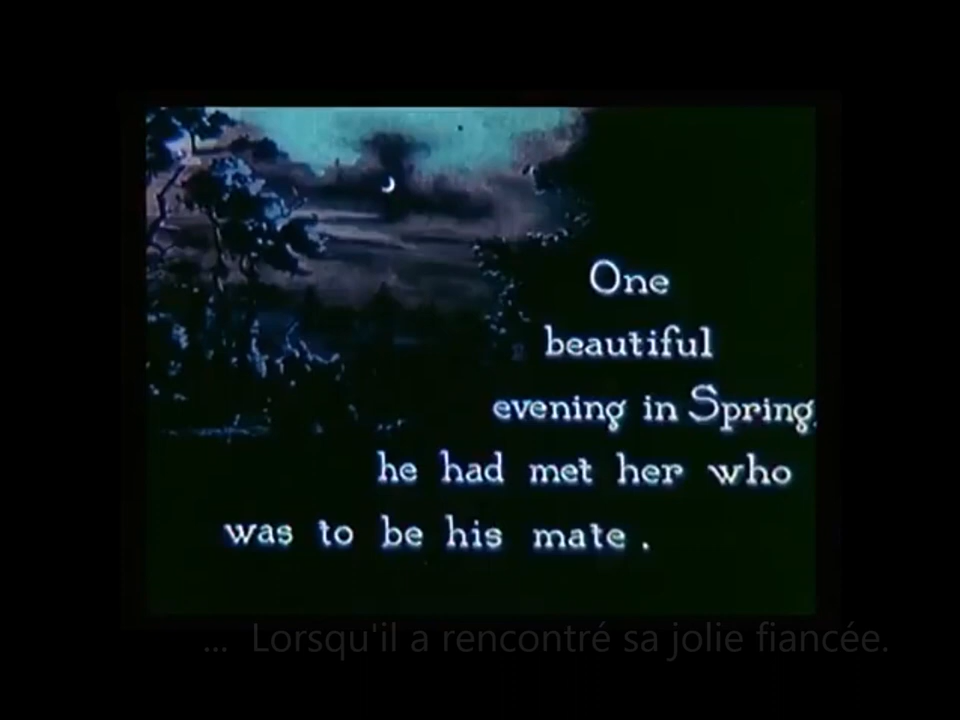 One
beautiful
evening in Spring,
he had met her who
was to be his mate.
... Lorsqu'il a rencontré sa jolie fiancée.